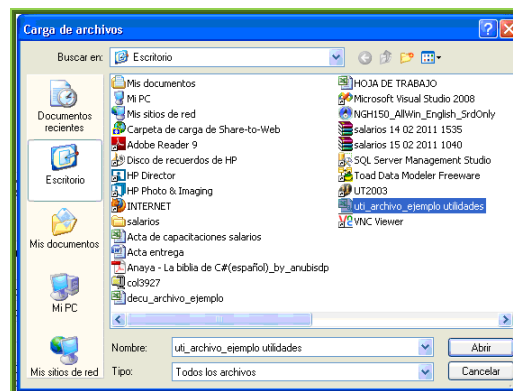 Carga de archivos
Buscar en:
Escritorio
Documentos
recientes
Escritorio
Mis documentos
Mi PC
Mis sitios de red
Mis documentos
Mi PC
Mis sitios de red
Carpeta de carga de Share-to-Web
Adobe Reader 9
Disco de recuerdos de HP
HP Director
HP Photo & Imaging
INTERNET
salarios
Acta de capacitaciones salarios
Acta entrega
Anaya - La biblia de C#(español)_by_anubisdp
col3927
decu_archivo_ejemplo
HOJA DE TRABAJO
Microsoft Visual Studio 2008
NGH150_AllWin_English_SrdOnly
salarios 14 02 2011 1535
salarios 15 02 2011 1040
SQL Server Management Studio
Toad Data Modeler Freeware
UT2003
uti_archivo_ejemplo utilidades
VNC Viewer
Nombre:
uti_archivo_ejemplo utilidades
Abrir
Tipo:
Todos los archivos
Cancelar